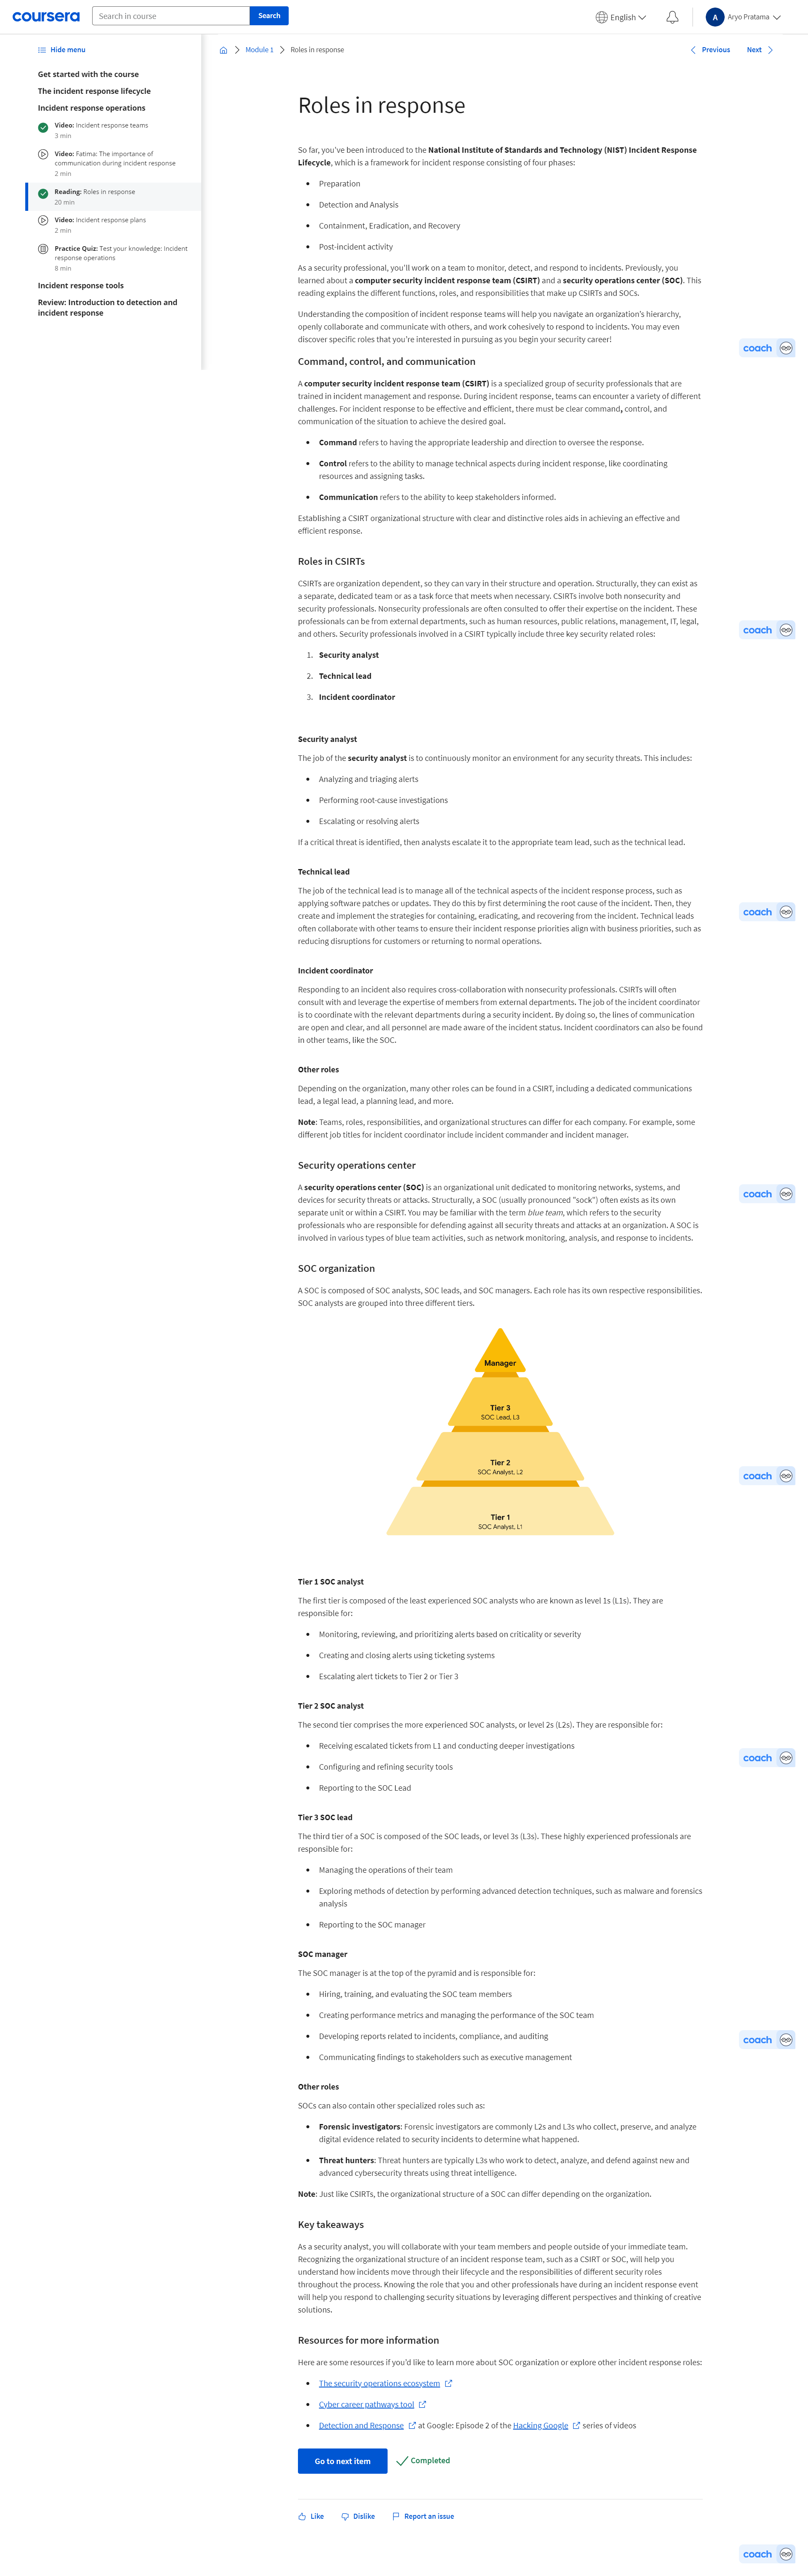 coursera
Search in course
Search
English
A
Aryo Pratama
Hide menu
Get started with the course
The incident response lifecycle
Incident response operations
Video: Incident response teams
3 min
Video: Fatima: The importance of
communication during incident response
2 min
Reading: Roles in response
20 min
Video: Incident response plans
2 min
Practice Quiz: Test your knowledge: Incident
response operations
8 min
Incident response tools
Review: Introduction to detection and
incident response
Module 1
Roles in response
Previous
Next
Roles in response
So far, you've been introduced to the National Institute of Standards and Technology (NIST) Incident Response
Lifecycle, which is a framework for incident response consisting of four phases:
• Preparation
• Detection and Analysis
• Containment, Eradication, and Recovery
• Post-incident activity
As a security professional, you'll work on a team to monitor, detect, and respond to incidents. Previously, you
learned about a computer security incident response team (CSIRT) and a security operations center (SOC). This
reading explains the different functions, roles, and responsibilities that make up CSIRTs and SOCs.
Understanding the composition of incident response teams will help you navigate an organization's hierarchy,
openly collaborate and communicate with others, and work cohesively to respond to incidents. You may even
discover specific roles that you're interested in pursuing as you begin your security career!
coach
Command, control, and communication
A computer security incident response team (CSIRT) is a specialized group of security professionals that are
trained in incident management and response. During incident response, teams can encounter a variety of different
challenges. For incident response to be effective and efficient, there must be clear command, control, and
communication of the situation to achieve the desired goal.
• Command refers to having the appropriate leadership and direction to oversee the response.
• Control refers to the ability to manage technical aspects during incident response, like coordinating
resources and assigning tasks.
• Communication refers to the ability to keep stakeholders informed.
Establishing a CSIRT organizational structure with clear and distinctive roles aids in achieving an effective and
efficient response.
Roles in CSIRTs
CSIRTs are organization dependent, so they can vary in their structure and operation. Structurally, they can exist as
a separate, dedicated team or as a task force that meets when necessary. CSIRTs involve both nonsecurity and
security professionals. Nonsecurity professionals are often consulted to offer their expertise on the incident. These
professionals can be from external departments, such as human resources, public relations, management, IT, legal,
and others. Security professionals involved in a CSIRT typically include three key security related roles:
coach
1. Security analyst
2. Technical lead
3. Incident coordinator
Security analyst
The job of the security analyst is to continuously monitor an environment for any security threats. This includes:
• Analyzing and triaging alerts
• Performing root-cause investigations
• Escalating or resolving alerts
If a critical threat is identified, then analysts escalate it to the appropriate team lead, such as the technical lead.
Technical lead
The job of the technical lead is to manage all of the technical aspects of the incident response process, such as
applying software patches or updates. They do this by first determining the root cause of the incident. Then, they
create and implement the strategies for containing, eradicating, and recovering from the incident. Technical leads
often collaborate with other teams to ensure their incident response priorities align with business priorities, such as
reducing disruptions for customers or returning to normal operations.
coach
Incident coordinator
Responding to an incident also requires cross-collaboration with nonsecurity professionals. CSIRTs will often
consult with and leverage the expertise of members from external departments. The job of the incident coordinator
is to coordinate with the relevant departments during a security incident. By doing so, the lines of communication
are open and clear, and all personnel are made aware of the incident status. Incident coordinators can also be found
in other teams, like the SOC.
Other roles
Depending on the organization, many other roles can be found in a CSIRT, including a dedicated communications
lead, a legal lead, a planning lead, and more.
Note: Teams, roles, responsibilities, and organizational structures can differ for each company. For example, some
different job titles for incident coordinator include incident commander and incident manager.
Security operations center
A security operations center (SOC) is an organizational unit dedicated to monitoring networks, systems, and
devices for security threats or attacks. Structurally, a SOC (usually pronounced "sock") often exists as its own
separate unit or within a CSIRT. You may be familiar with the term blue team, which refers to the security
professionals who are responsible for defending against all security threats and attacks at an organization. A SOC is
involved in various types of blue team activities, such as network monitoring, analysis, and response to incidents.
coach
SOC organization
A SOC is composed of SOC analysts, SOC leads, and SOC managers. Each role has its own respective responsibilities.
SOC analysts are grouped into three different tiers.
Manager
Tier 3
SOC Lead, L3
Tier 2
SOC Analyst, L2
Tier 1
SOC Analyst, L1
coach
Tier 1 SOC analyst
The first tier is composed of the least experienced SOC analysts who are known as level 1s (L1s). They are
responsible for:
• Monitoring, reviewing, and prioritizing alerts based on criticality or severity
• Creating and closing alerts using ticketing systems
• Escalating alert tickets to Tier 2 or Tier 3
Tier 2 SOC analyst
The second tier comprises the more experienced SOC analysts, or level 2s (L2s). They are responsible for:
• Receiving escalated tickets from L1 and conducting deeper investigations
• Configuring and refining security tools
• Reporting to the SOC Lead
coach
Tier 3 SOC lead
The third tier of a SOC is composed of the SOC leads, or level 3s (L3s). These highly experienced professionals are
responsible for:
• Managing the operations of their team
• Exploring methods of detection by performing advanced detection techniques, such as malware and forensics
analysis
• Reporting to the SOC manager
SOC manager
The SOC manager is at the top of the pyramid and is responsible for:
• Hiring, training, and evaluating the SOC team members
• Creating performance metrics and managing the performance of the SOC team
• Developing reports related to incidents, compliance, and auditing
• Communicating findings to stakeholders such as executive management
coach
Other roles
SOCs can also contain other specialized roles such as:
• Forensic investigators: Forensic investigators are commonly L2s and L3s who collect, preserve, and analyze
digital evidence related to security incidents to determine what happened.
• Threat hunters: Threat hunters are typically L3s who work to detect, analyze, and defend against new and
advanced cybersecurity threats using threat intelligence.
Note: Just like CSIRTs, the organizational structure of a SOC can differ depending on the organization.
Key takeaways
As a security analyst, you will collaborate with your team members and people outside of your immediate team.
Recognizing the organizational structure of an incident response team, such as a CSIRT or SOC, will help you
understand how incidents move through their lifecycle and the responsibilities of different security roles
throughout the process. Knowing the role that you and other professionals have during an incident response event
will help you respond to challenging security situations by leveraging different perspectives and thinking of creative
solutions.
Resources for more information
Here are some resources if you'd like to learn more about SOC organization or explore other incident response roles:
• The security operations ecosystem
• Cyber career pathways tool
• Detection and Response at Google: Episode 2 of the Hacking Google series of videos
Go to next item
Completed
Like
Dislike
Report an issue
coach